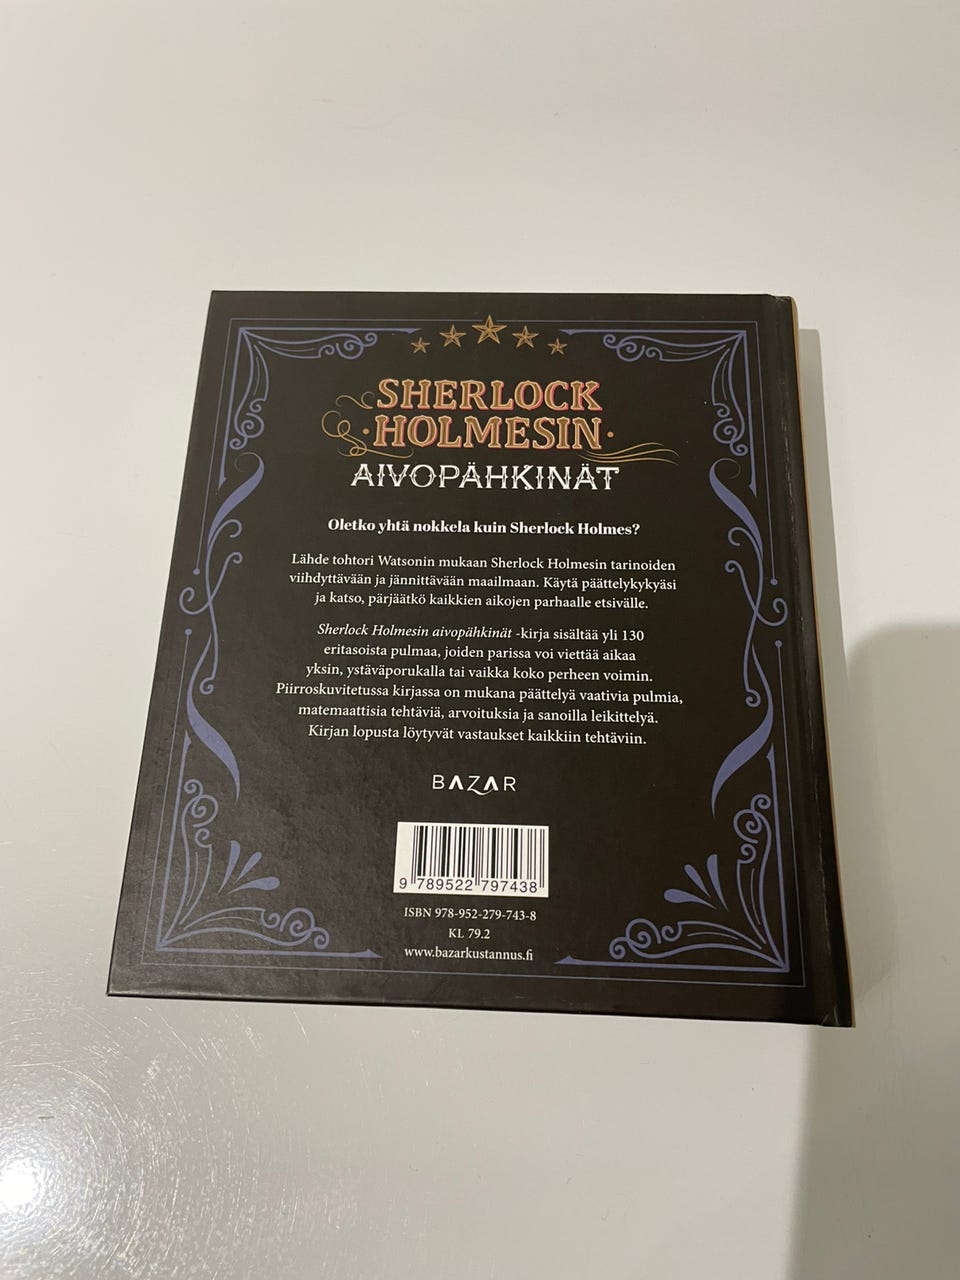 SHERLOCK
HOLMESIN
AIVOPÄHKINÄT
Oletko yhtä nokkela kuin Sherlock Holmes?
Lähde tohtori Watsonin mukaan Sherlock Holmesin tarinoiden
viihdyttävään ja jännittävään maailmaan. Käytä päättelykykyäsi
ja katso, pärjäätkö kaikkien aikojen parhaalle etsivälle.
Sherlock Holmesin aivopähkinät -kirja sisältää yli 130
eritasoista pulmaa, joiden parissa voi viettää aikaa
yksin, ystäväporukalla tai vaikka koko perheen voimin.
Piirroskuvitetussa kirjassa on mukana päättelyä vaativia pulmia,
matemaattisia tehtäviä, arvoituksia ja sanoilla leikittelyä.
Kirjan lopusta löytyvät vastaukset kaikkiin tehtäviin.
BAZAR
9 789522 797438
ISBN 978-952-279-743-8
KL 79.2
www.bazarkustannus.fi